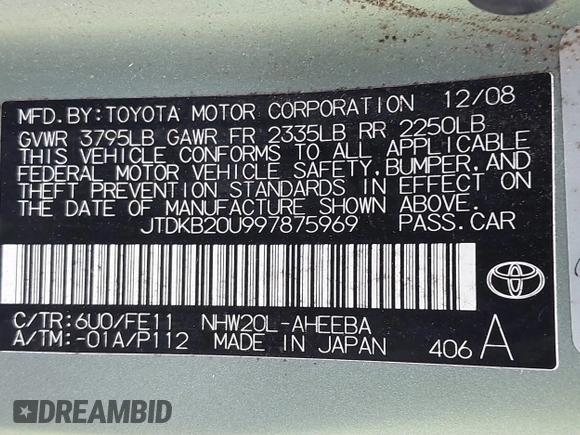 MFD. BY: TOYOTA MOTOR CORPORATION 12/08
GVWR 3795LB GAWR FR 2335LB RR 2250LB
THIS VEHICLE CONFORMS TO ALL APPLICABLE
FEDERAL MOTOR VEHICLE SAFETY, BUMPER, AND
THEFT PREVENTION STANDARDS IN EFFECT ON
THE DATE OF MANUFACTURE SHOWN ABOVE.
JTDKB20U997875969 PASS. CAR
C/TR: 6U0/FE11 NHW20L-AHEEBA
A/TM: -01A/P112 MADE IN JAPAN 406 A
DREAMBID